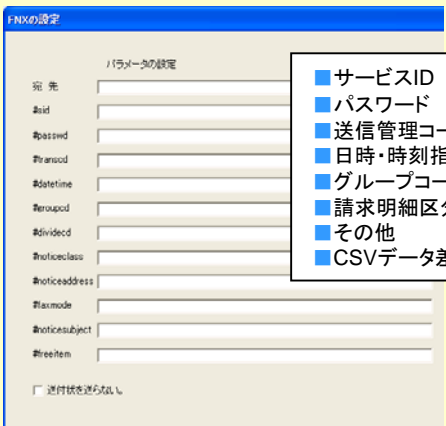 FNXの設定
パラメータの設定
宛 先
#sid
#passwd
#transcd
#datetime
#groupcd
#dividecd
#noticeclass
#noticeaddress
#faxmode
#noticesubject
#freeitem
送付状を送らない。
■サービスID
■パスワード
■送信管理コー
■日時・時刻指
■グループコー
■請求明細区分
■その他
■CSVデータ差